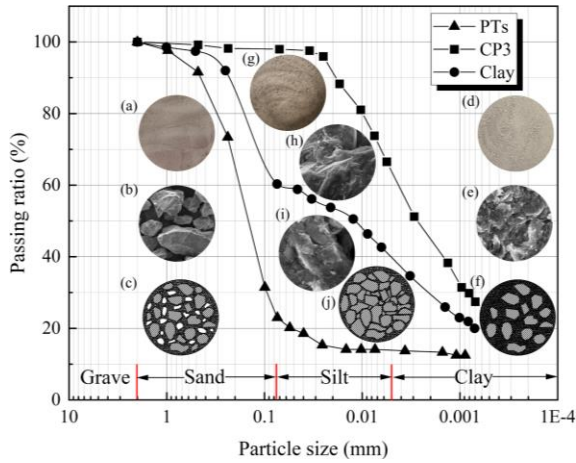 PTs
CP3
Clay
Passing ratio (%)
100
80
60
40
20
10
0
(a)
(b)
(c)
(g)
(h)
(i)
(j)
(d)
(e)
(f)
Grave
Sand
Silt
Clay
10
1
0.1
0.01
0.001
1E-4
Particle size (mm)